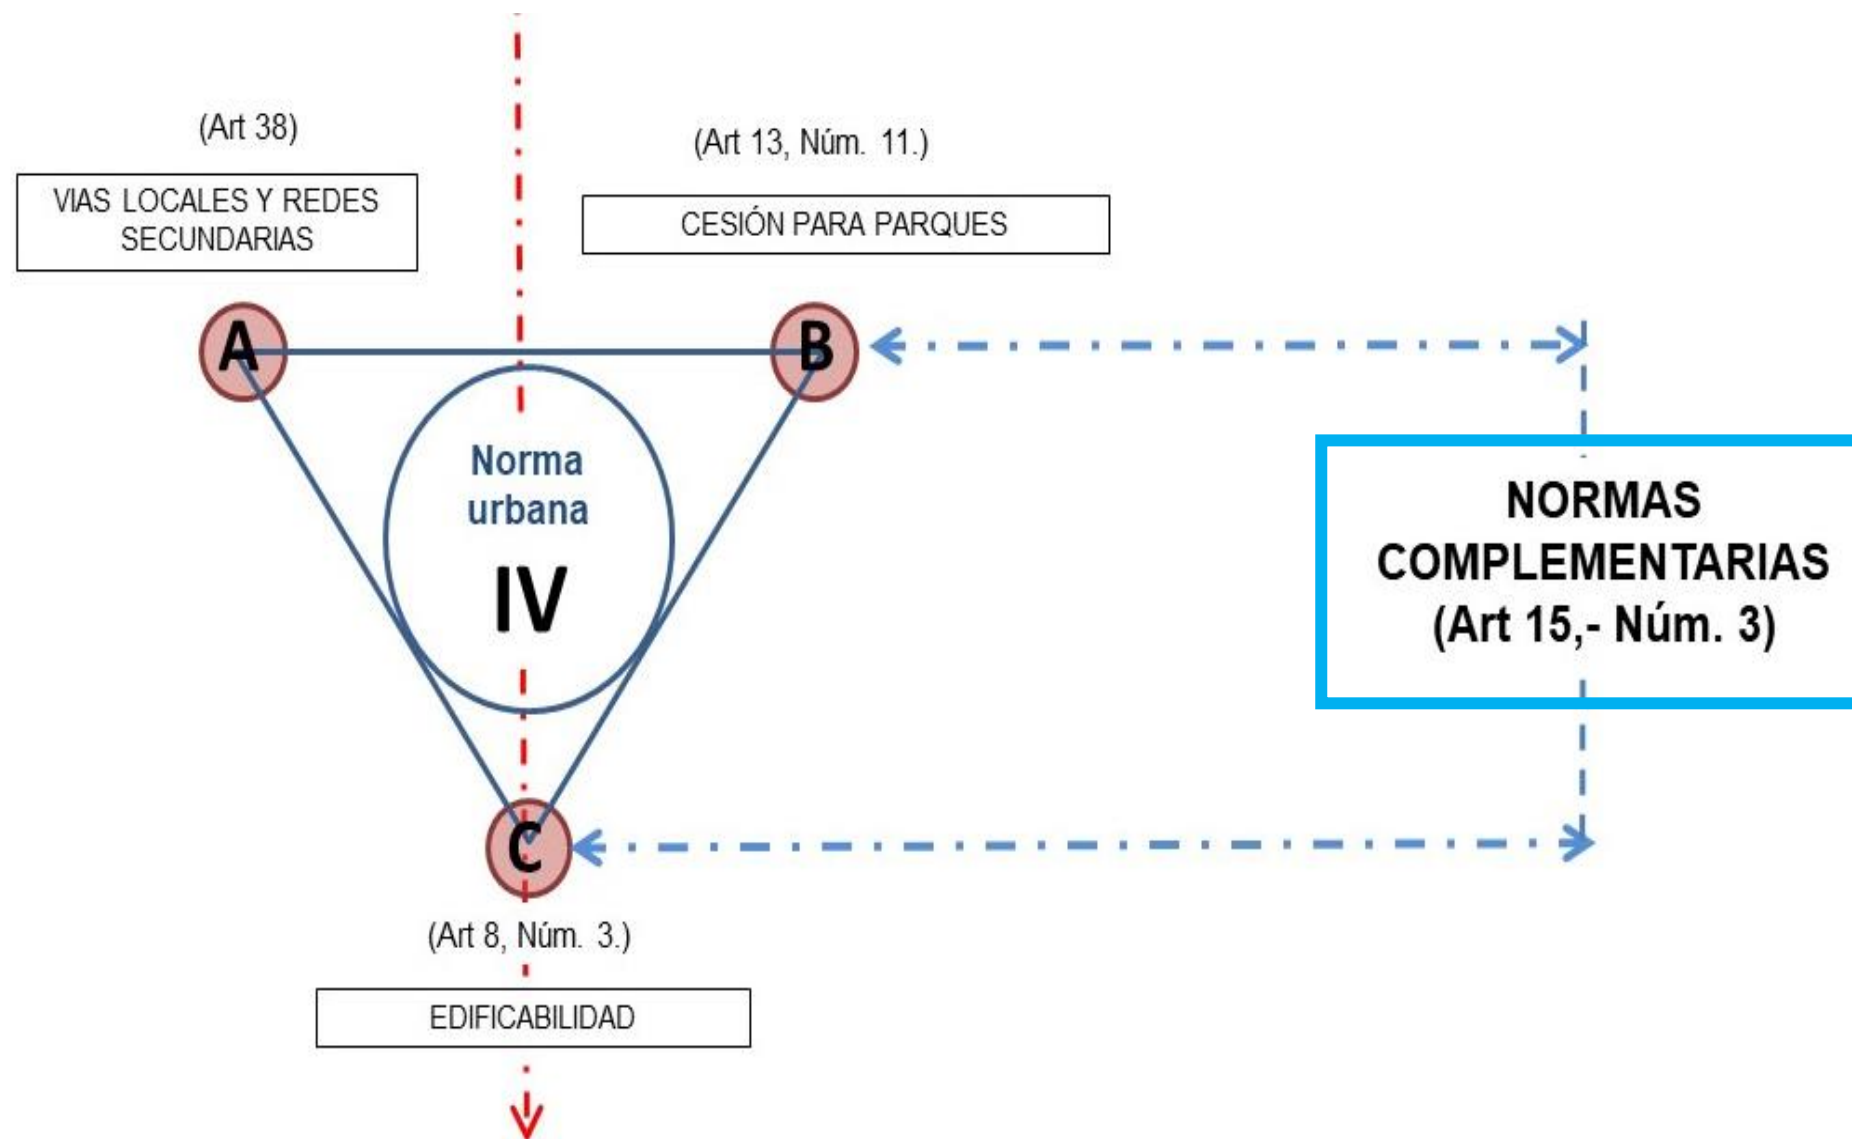 (Art 38)
VIAS LOCALES Y REDES
SECUNDARIAS
(Art 13, Núm. 11.)
CESIÓN PARA PARQUES
A
B
Norma
urbana
IV
NORMAS
COMPLEMENTARIAS
(Art 15,- Núm. 3)
C
(Art 8, Núm. 3.)
EDIFICABILIDAD